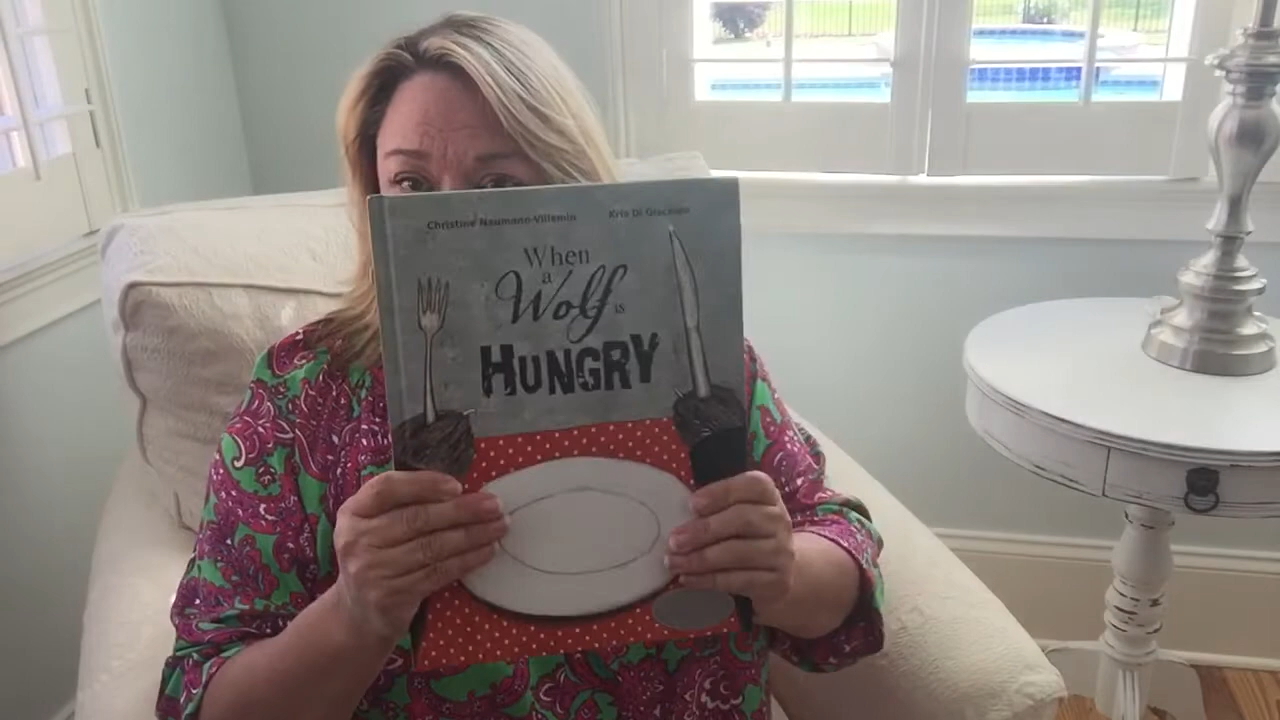 Christine Naumann-Villemin Kris Di Giacomo
When
a
Wolf is
HUNGRY